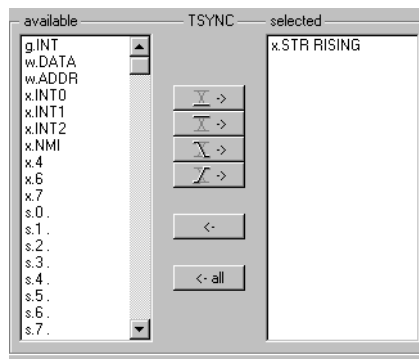 available
TSYNC
selected
g.INT
w.DATA
w.ADDR
x.INT0
x.INT1
x.INT2
x.NMI
x.4
x.6
x.7
s.0 .
s.1 .
s.2 .
s.3 .
s.4 .
s.5 .
s.6 .
s.7 .
->
->
->
->
<-
<- all
x.STR RISING